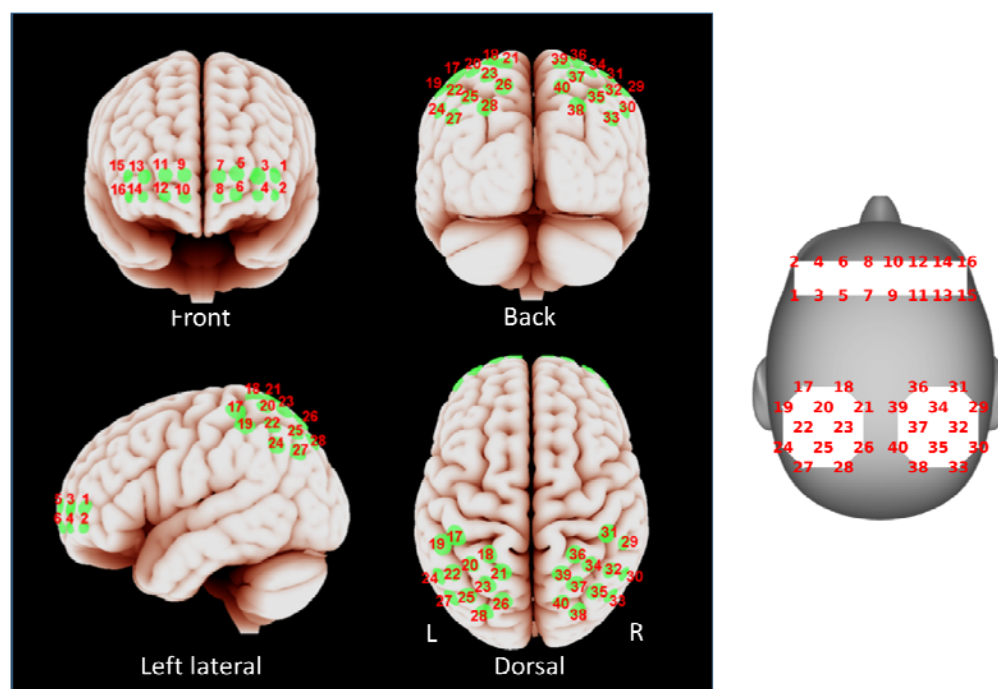 15 13 11 9 7 5 3 1
16 14 12 10 8 6 4 2
Front
18 21
17 20
23
19 22 26
25
24 28
27
39 36 34
37 31
40 32 29
35
38 30
33
Back
18 21
17 20 23
26
19 22 25
24 27 28
5 3 1
6 4 2
Left lateral
17
19 18
20
24 22 21
23
27 25 26
28
31
36 29
34
39 32 30
37
40 35 33
38
L
R
Dorsal
2 4 6 8 10 12 14 16
1 3 5 7 9 11 13 15
17 18
19 20 21
22 23
24 25 26
27 28
36 31
39 34 29
37 32
40 35 30
38 33